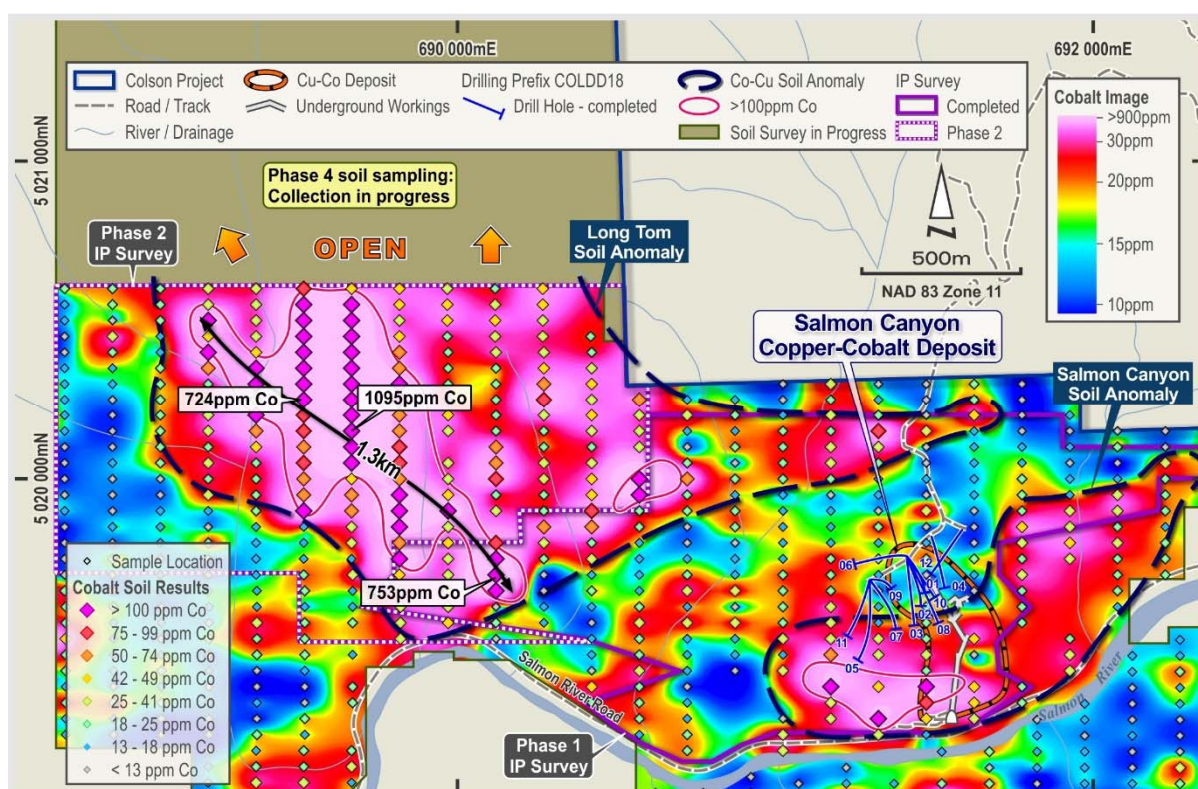 690 000mE
692 000mE
5 021 000mN
5 020 000mN
Colson Project
Road / Track
River / Drainage
Cu-Co Deposit
Underground Workings
Drilling Prefix COLDD18
Drill Hole - completed
Co-Cu Soil Anomaly
>100ppm Co
Soil Survey in Progress
IP Survey
Completed
Phase 2
Cobalt Image
>900ppm
30ppm
20ppm
15ppm
10ppm
Phase 4 soil sampling:
Collection in progress
Phase 2
IP Survey
OPEN
Long Tom
Soil Anomaly
N
500m
NAD 83 Zone 11
Salmon Canyon
Copper-Cobalt Deposit
Salmon Canyon
Soil Anomaly
724ppm Co
1095ppm Co
1.3km
753ppm Co
06
12
01
04
09
10
02
11
07
03
08
05
Sample Location
Cobalt Soil Results
> 100 ppm Co
75 - 99 ppm Co
50 - 74 ppm Co
42 - 49 ppm Co
25 - 41 ppm Co
18 - 25 ppm Co
13 - 18 ppm Co
< 13 ppm Co
Salmon River Road
Salmon River
Phase 1
IP Survey